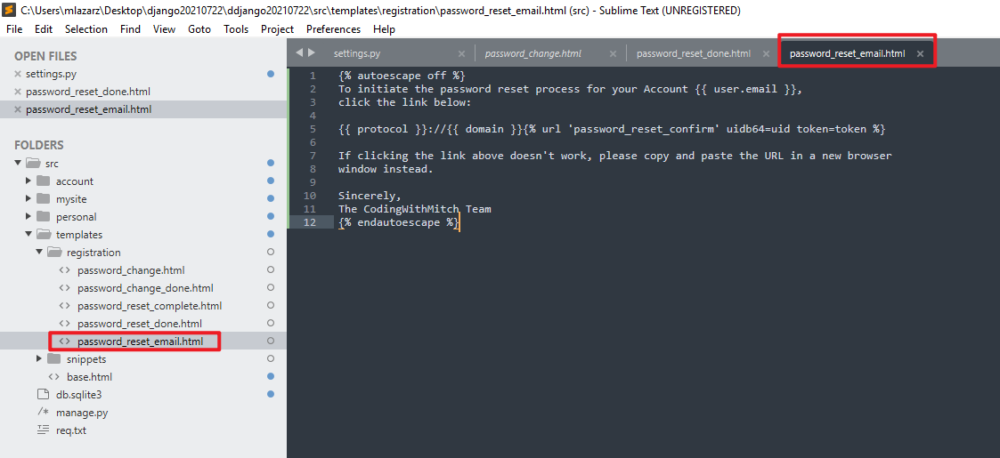 C:\Users\mlazarz\Desktop\django20210722\ddjango20210722\src\templates\registration\password_reset_email.html (src) - Sublime Text (UNREGISTERED)
File Edit Selection Find View Goto Tools Project Preferences Help
OPEN FILES
settings.py
password_reset_done.html
password_reset_email.html
FOLDERS
src
account
mysite
personal
templates
registration
password_change.html
password_change_done.html
password_reset_complete.html
password_reset_done.html
password_reset_email.html
snippets
base.html
db.sqlite3
/* manage.py
req.txt
settings.py password_change.html password_reset_done.html password_reset_email.html
1 {% autoescape off %}
2 To initiate the password reset process for your Account {{ user.email }},
3 click the link below:
4
5 {{ protocol }}://{{ domain }}{% url 'password_reset_confirm' uidb64=uid token=token %}
6
7 If clicking the link above doesn't work, please copy and paste the URL in a new browser
8 window instead.
9
10 Sincerely,
11 The CodingWithMitch Team
12 {% endautoescape %}